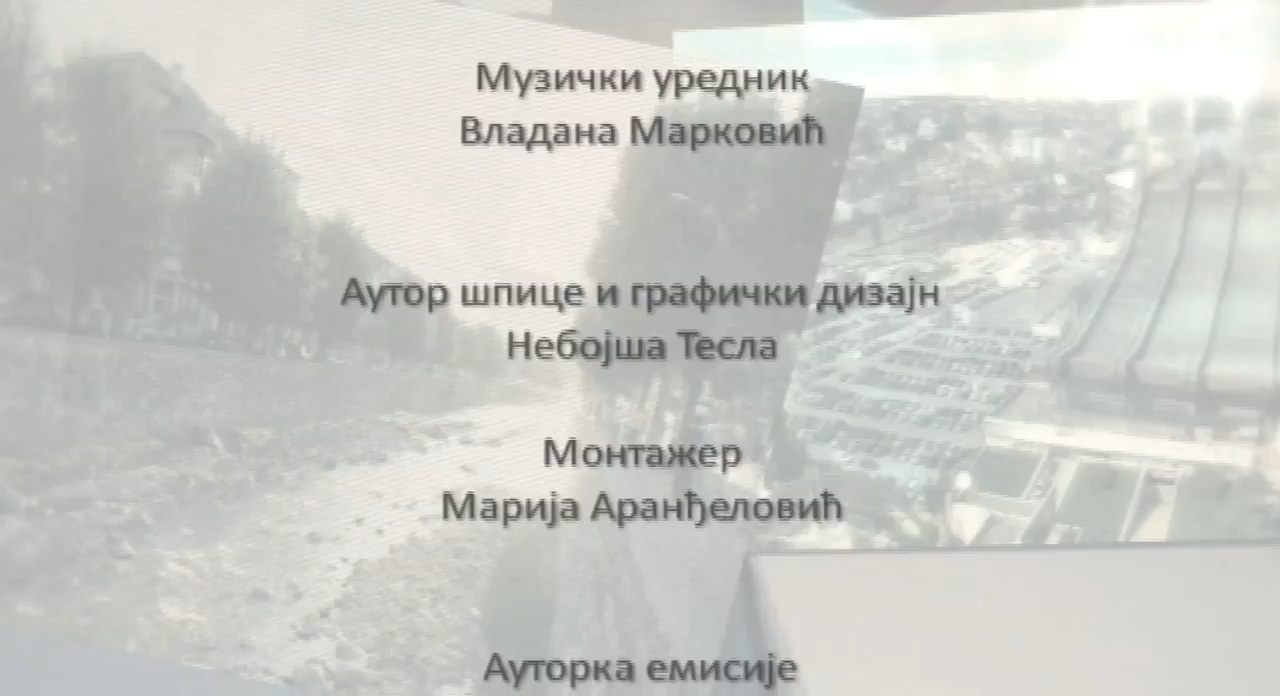 Музички уредник
Владана Марковић
Аутор шпице и графички дизајн
Небојша Тесла
Монтажер
Марија Аранђеловић
Ауторка емисије